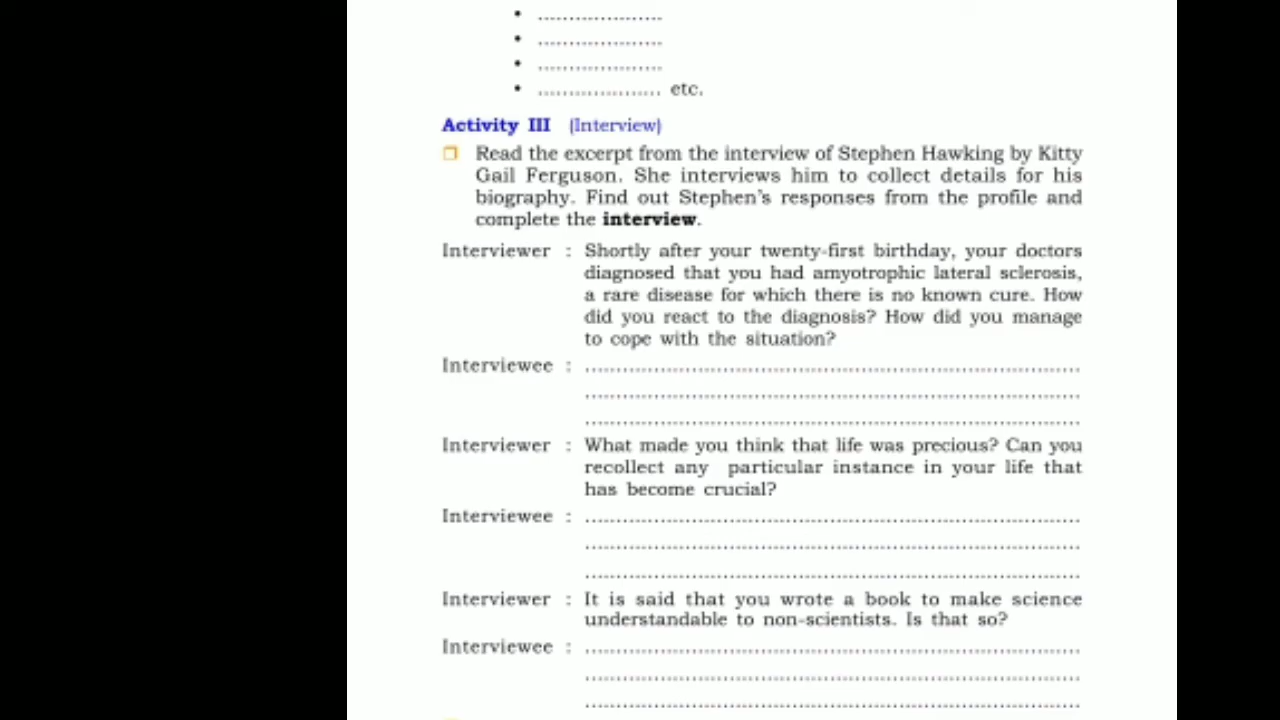 • ....................
• ....................
• ....................
• .................... etc.
Activity III (Interview)
❒ Read the excerpt from the interview of Stephen Hawking by Kitty
Gail Ferguson. She interviews him to collect details for his
biography. Find out Stephen's responses from the profile and
complete the interview.
Interviewer : Shortly after your twenty-first birthday, your doctors
diagnosed that you had amyotrophic lateral sclerosis,
a rare disease for which there is no known cure. How
did you react to the diagnosis? How did you manage
to cope with the situation?
Interviewee : ................................................................................
................................................................................
................................................................................
Interviewer : What made you think that life was precious? Can you
recollect any particular instance in your life that
has become crucial?
Interviewee : ................................................................................
................................................................................
................................................................................
Interviewer : It is said that you wrote a book to make science
understandable to non-scientists. Is that so?
Interviewee : ................................................................................
................................................................................
................................................................................